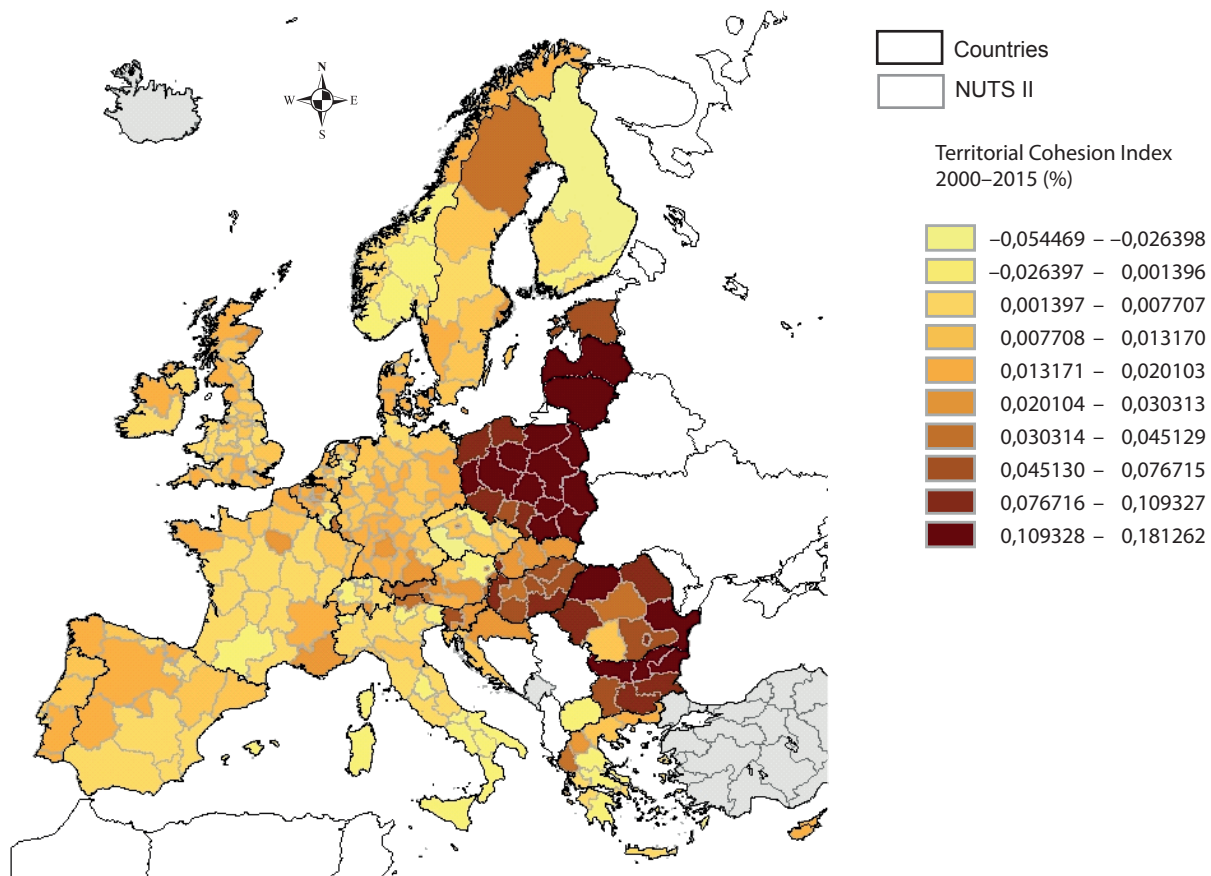 N
W
E
S
Countries
NUTS II
Territorial Cohesion Index
2000–2015 (%)
−0,054469 – −0,026398
−0,026397 – 0,001396
0,001397 – 0,007707
0,007708 – 0,013170
0,013171 – 0,020103
0,020104 – 0,030313
0,030314 – 0,045129
0,045130 – 0,076715
0,076716 – 0,109327
0,109328 – 0,181262